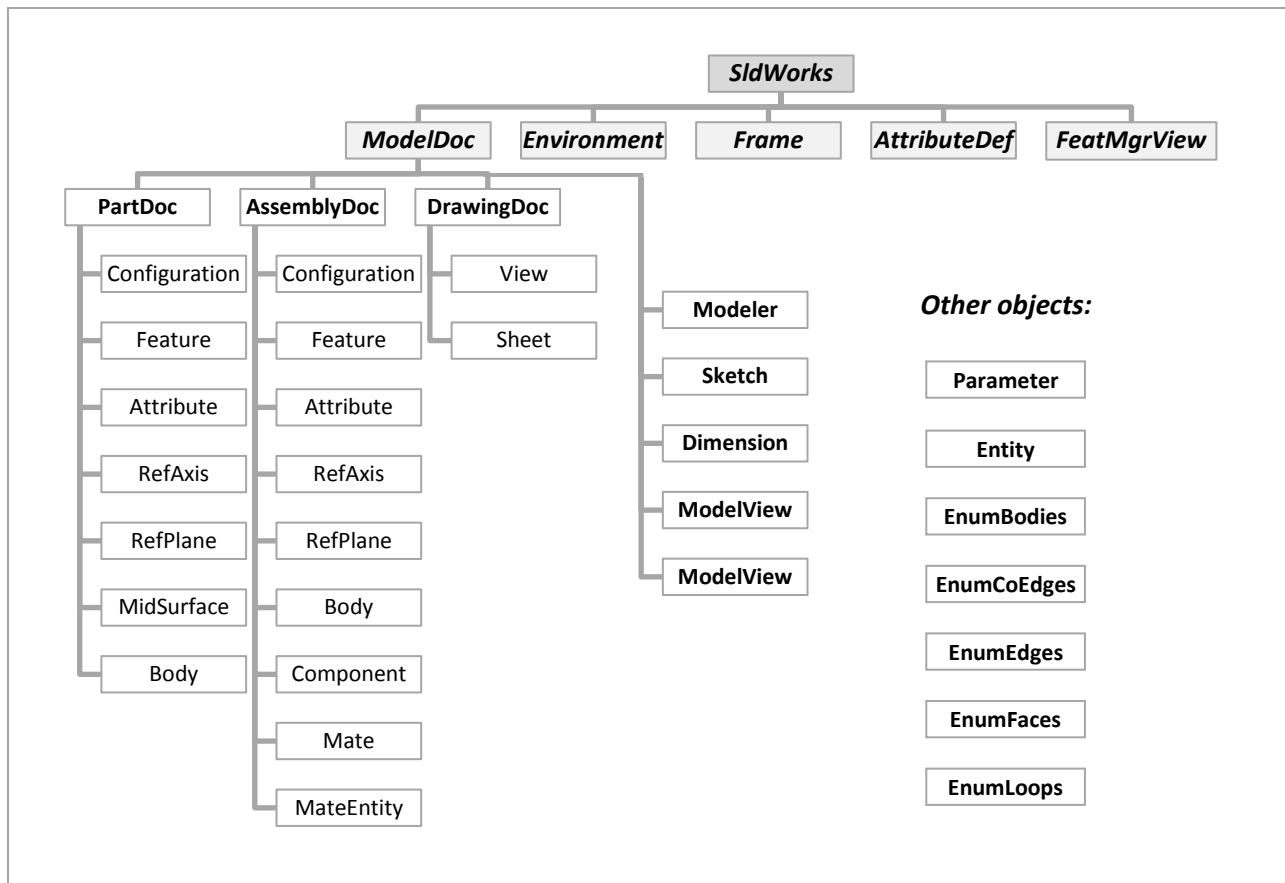 SldWorks
ModelDoc
Environment
Frame
AttributeDef
FeatMgrView
PartDoc
AssemblyDoc
DrawingDoc
Configuration
Feature
Attribute
RefAxis
RefPlane
MidSurface
Body
Configuration
Feature
Attribute
RefAxis
RefPlane
Body
Component
Mate
MateEntity
View
Sheet
Modeler
Sketch
Dimension
ModelView
ModelView
Other objects:
Parameter
Entity
EnumBodies
EnumCoEdges
EnumEdges
EnumFaces
EnumLoops